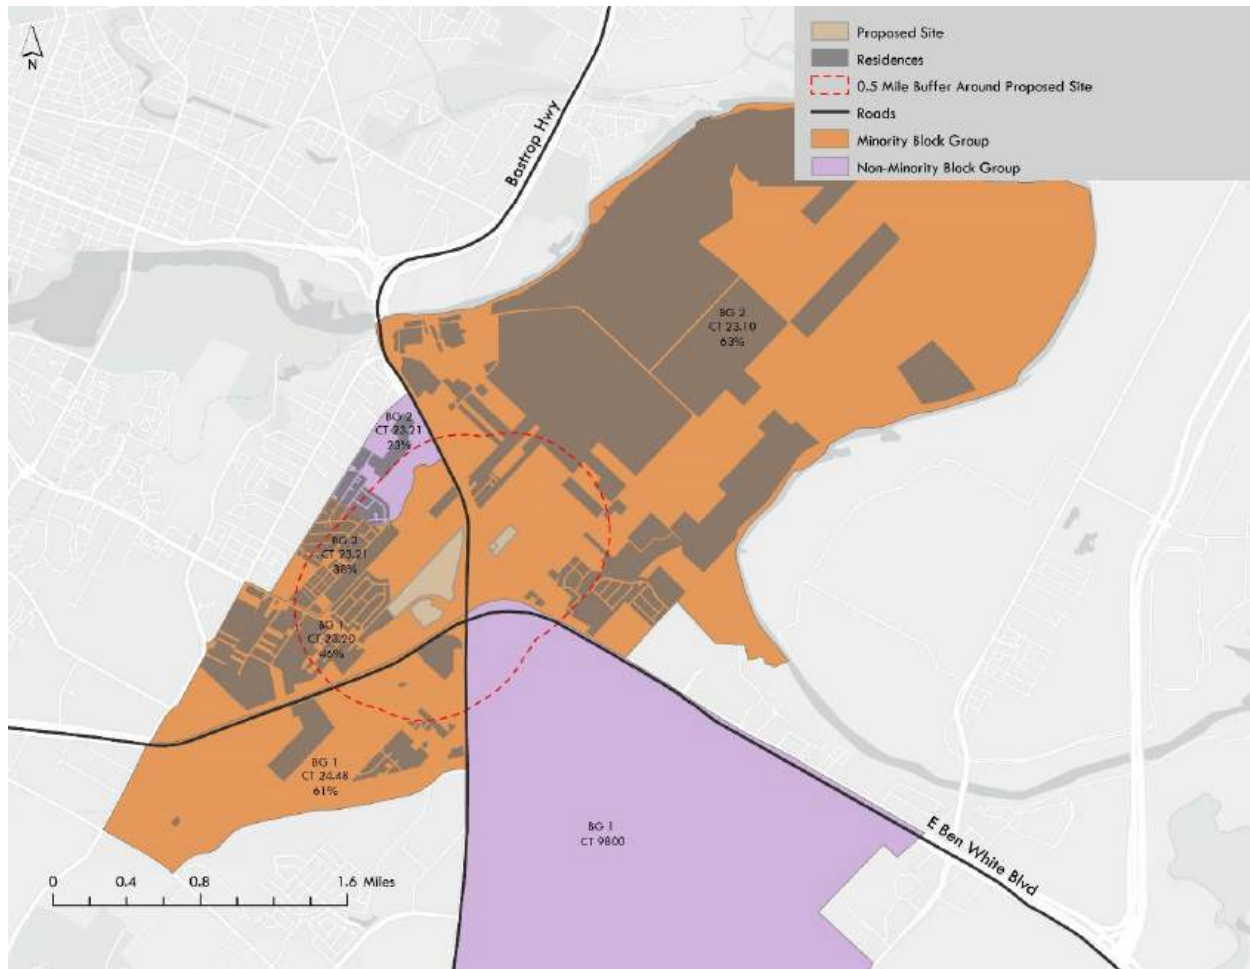 N
Proposed Site
Residences
0.5 Mile Buffer Around Proposed Site
Roads
Minority Block Group
Non-Minority Block Group
Bastrop Hwy
BG 2
CT 23.10
63%
BG 2
CT 23.21
23%
BG 3
CT 23.21
38%
BG 1
CT 23.20
46%
BG 1
CT 24.48
61%
BG 1
CT 9800
E Ben White Blvd
0 0.4 0.8 1.6 Miles